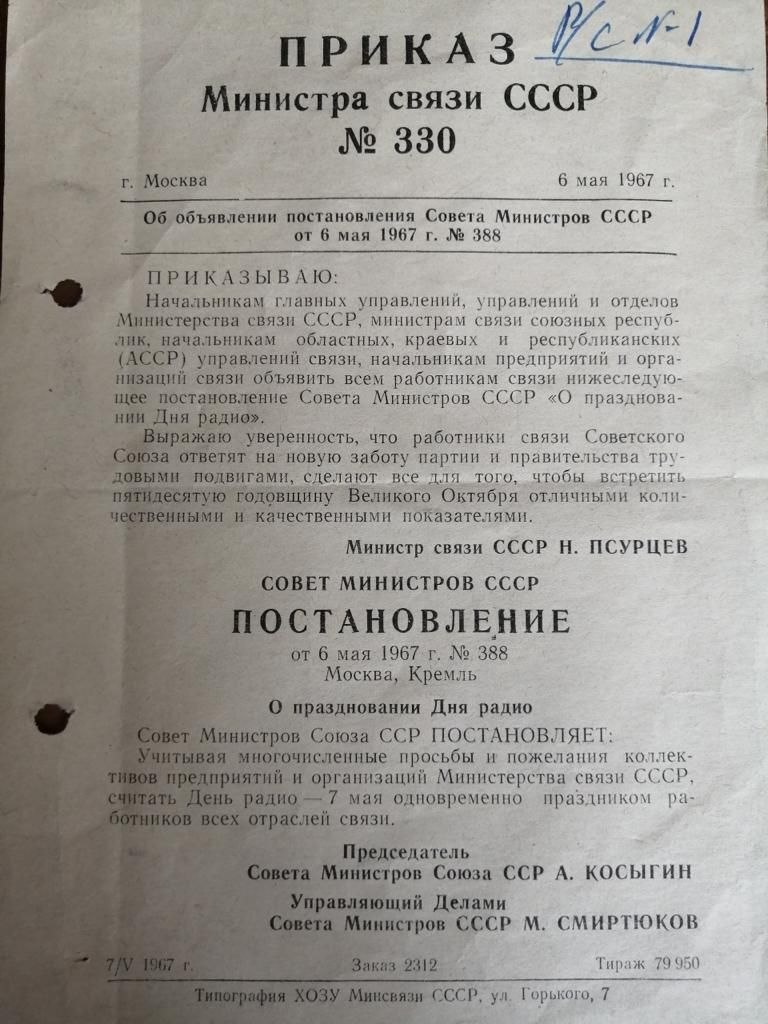 Р/С №1
ПРИКАЗ
Министра связи СССР
№ 330
г. Москва 6 мая 1967 г.
Об объявлении постановления Совета Министров СССР
от 6 мая 1967 г. № 388
ПРИКАЗЫВАЮ:
Начальникам главных управлений, управлений и отделов
Министерства связи СССР, министрам связи союзных респуб-
лик, начальникам областных, краевых и республиканских
(АССР) управлений связи, начальникам предприятий и орга-
низаций связи объявить всем работникам связи нижеследую-
щее постановление Совета Министров СССР «О празднова-
нии Дня радио».
Выражаю уверенность, что работники связи Советского
Союза ответят на новую заботу партии и правительства тру-
довыми подвигами, сделают все для того, чтобы встретить
пятидесятую годовщину Великого Октября отличными коли-
чественными и качественными показателями.
Министр связи СССР Н. ПСУРЦЕВ
СОВЕТ МИНИСТРОВ СССР
ПОСТАНОВЛЕНИЕ
от 6 мая 1967 г. № 388
Москва, Кремль
О праздновании Дня радио
Совет Министров Союза ССР ПОСТАНОВЛЯЕТ:
Учитывая многочисленные просьбы и пожелания коллек-
тивов предприятий и организаций Министерства связи СССР,
считать День радио — 7 мая одновременно праздником ра-
ботников всех отраслей связи.
Председатель
Совета Министров Союза ССР А. КОСЫГИН
Управляющий Делами
Совета Министров СССР М. СМИРТЮКОВ
7/V 1967 г. Заказ 2312 Тираж 79 950
Типография ХОЗУ Минсвязи СССР, ул. Горького, 7